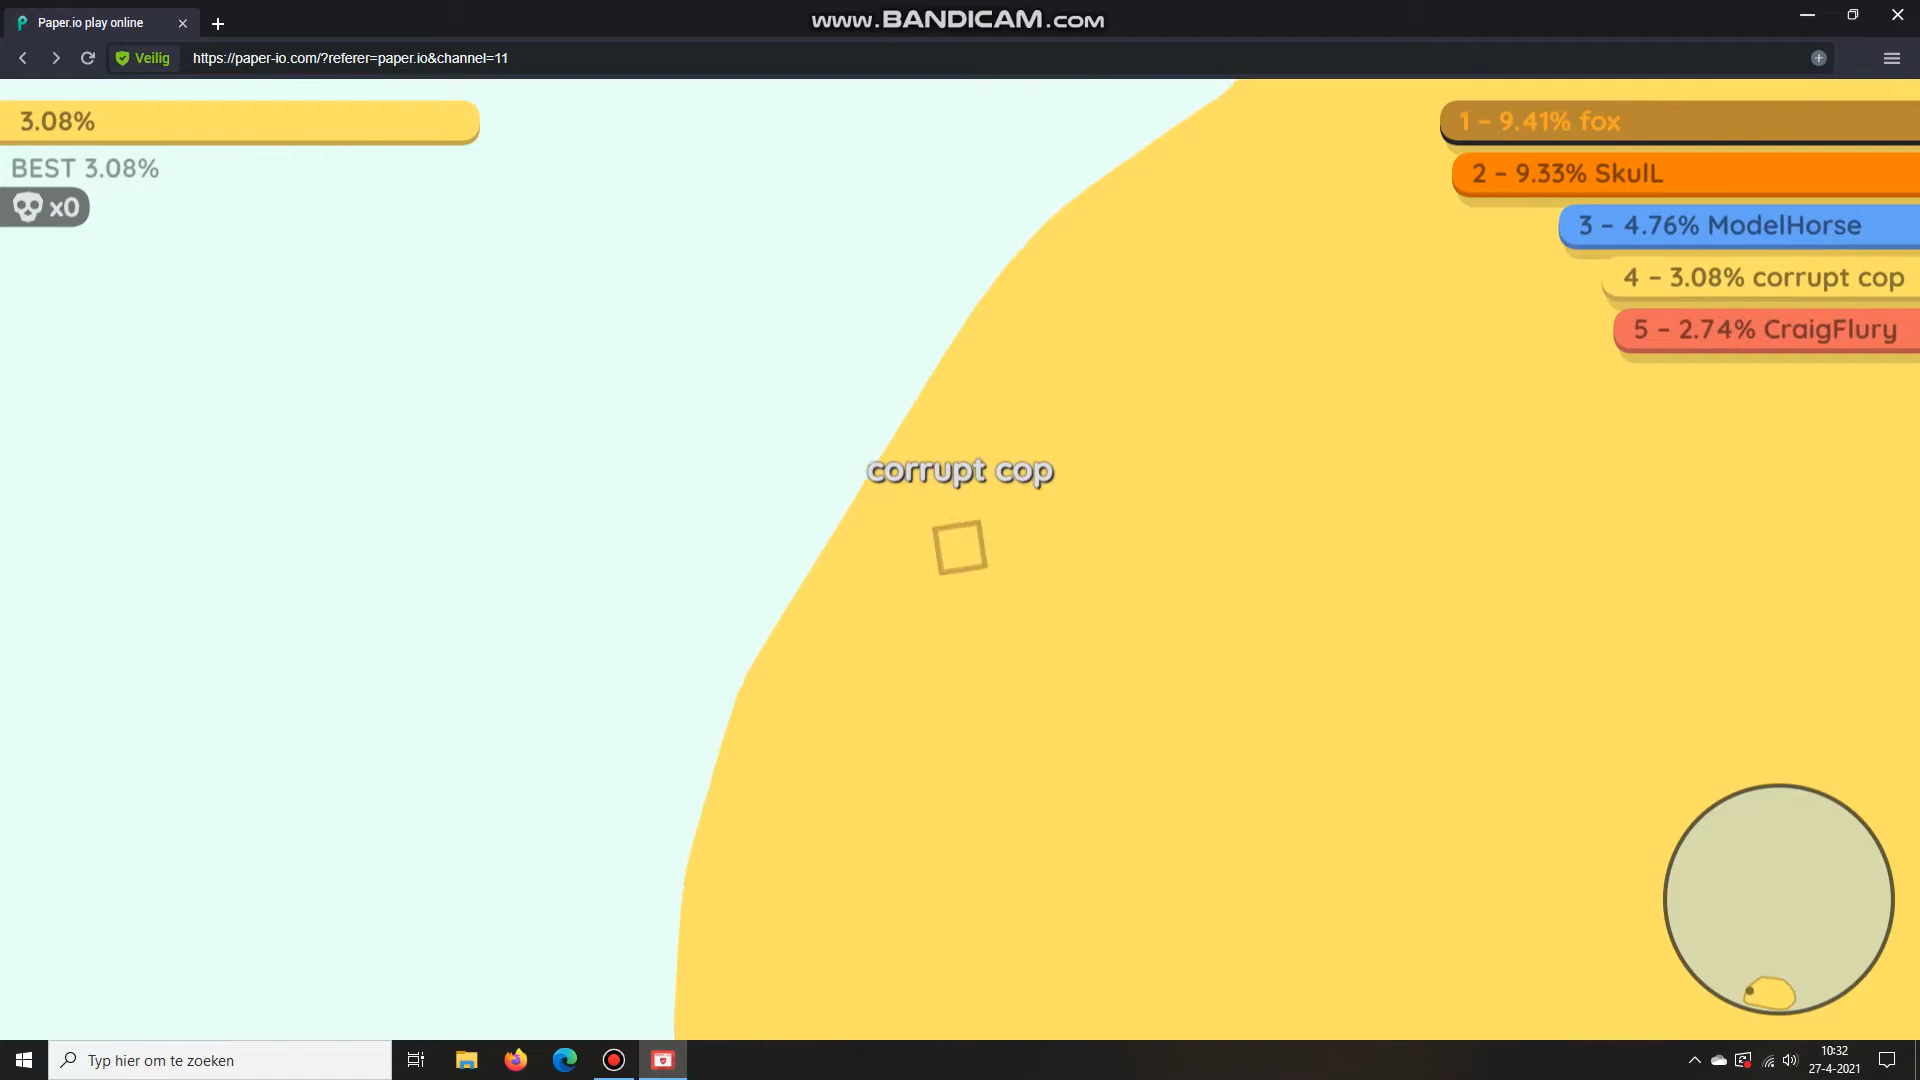 Paper.io play online
www.BANDICAM.com
Veilig
https://paper-io.com/?referer=paper.io&channel=11
3.08%
BEST 3.08%
x0
1 - 9.41% fox
2 - 9.33% SkulL
3 - 4.76% ModelHorse
4 - 3.08% corrupt cop
5 - 2.74% CraigFlury
corrupt cop
Typ hier om te zoeken
10:32
27-4-2021